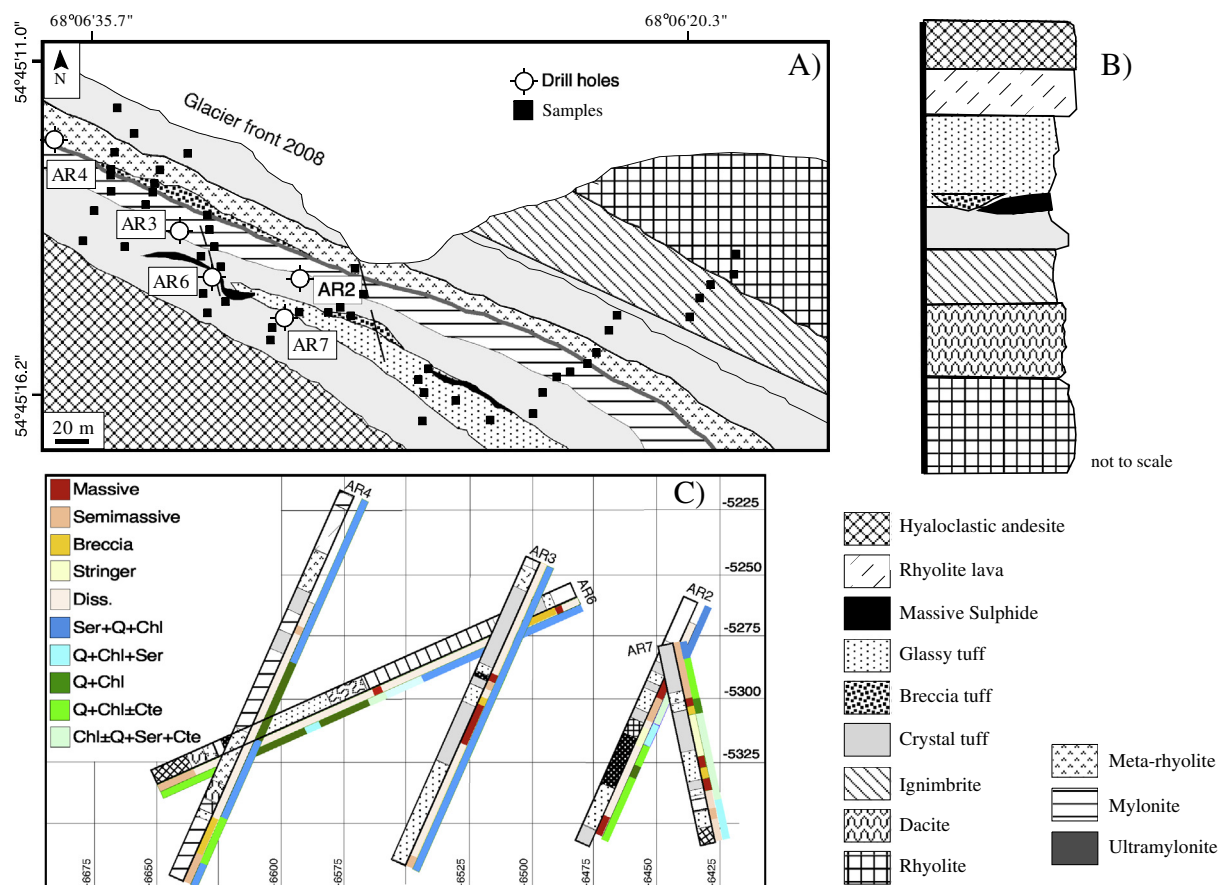 68°06'35.7"
68°06'20.3"
54°45'11.0"
54°45'16.2"
N
A)
Drill holes
Samples
Glacier front 2008
AR4
AR3
AR6
AR2
AR7
20 m
B)
not to scale
C)
Massive
Semimassive
Breccia
Stringer
Diss.
Ser+Q+Chl
Q+Chl+Ser
Q+Chl
Q+Chl±Cte
Chl±Q+Ser+Cte
AR4
AR3
AR6
AR2
AR7
-5225
-5250
-5275
-5300
-5325
-6675
-6650
-6600
-6575
-6525
-6500
-6475
-6450
-6425
Hyaloclastic andesite
Rhyolite lava
Massive Sulphide
Glassy tuff
Breccia tuff
Crystal tuff
Ignimbrite
Dacite
Rhyolite
Meta-rhyolite
Mylonite
Ultramylonite